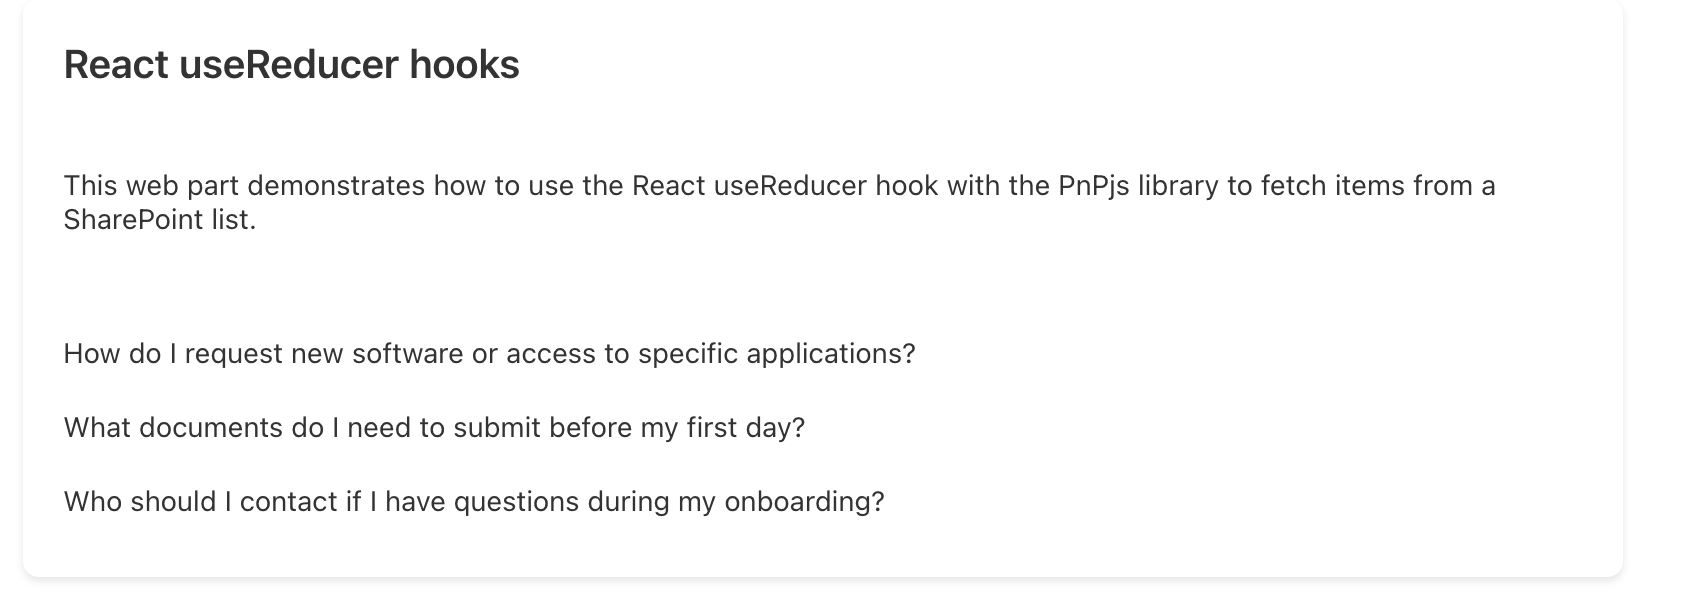 React useReducer hooks
This web part demonstrates how to use the React useReducer hook with the PnPjs library to fetch items from a
SharePoint list.
How do I request new software or access to specific applications?
What documents do I need to submit before my first day?
Who should I contact if I have questions during my onboarding?